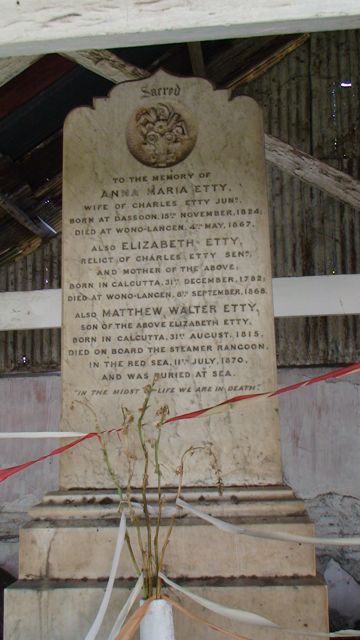 Sacred
TO THE MEMORY OF
ANNA MARIA ETTY,
WIFE OF CHARLES ETTY JUNR.
BORN AT DASSOON, 15TH NOVEMBER, 1824,
DIED AT WONO-LANGEN, 4TH MAY, 1867.
ALSO ELIZABETH ETTY,
RELICT OF CHARLES ETTY SENR.
AND MOTHER OF THE ABOVE,
BORN IN CALCUTTA, 31ST DECEMBER, 1782,
DIED AT WONO-LANGEN, 8TH SEPTEMBER, 1868.
ALSO MATTHEW WALTER ETTY,
SON OF THE ABOVE ELIZABETH ETTY,
BORN IN CALCUTTA, 31ST AUGUST, 1815,
DIED ON BOARD THE STEAMER RANGOON,
IN THE RED SEA, 11TH JULY, 1870,
AND WAS BURIED AT SEA.
"IN THE MIDST OF LIFE WE ARE IN DEATH."